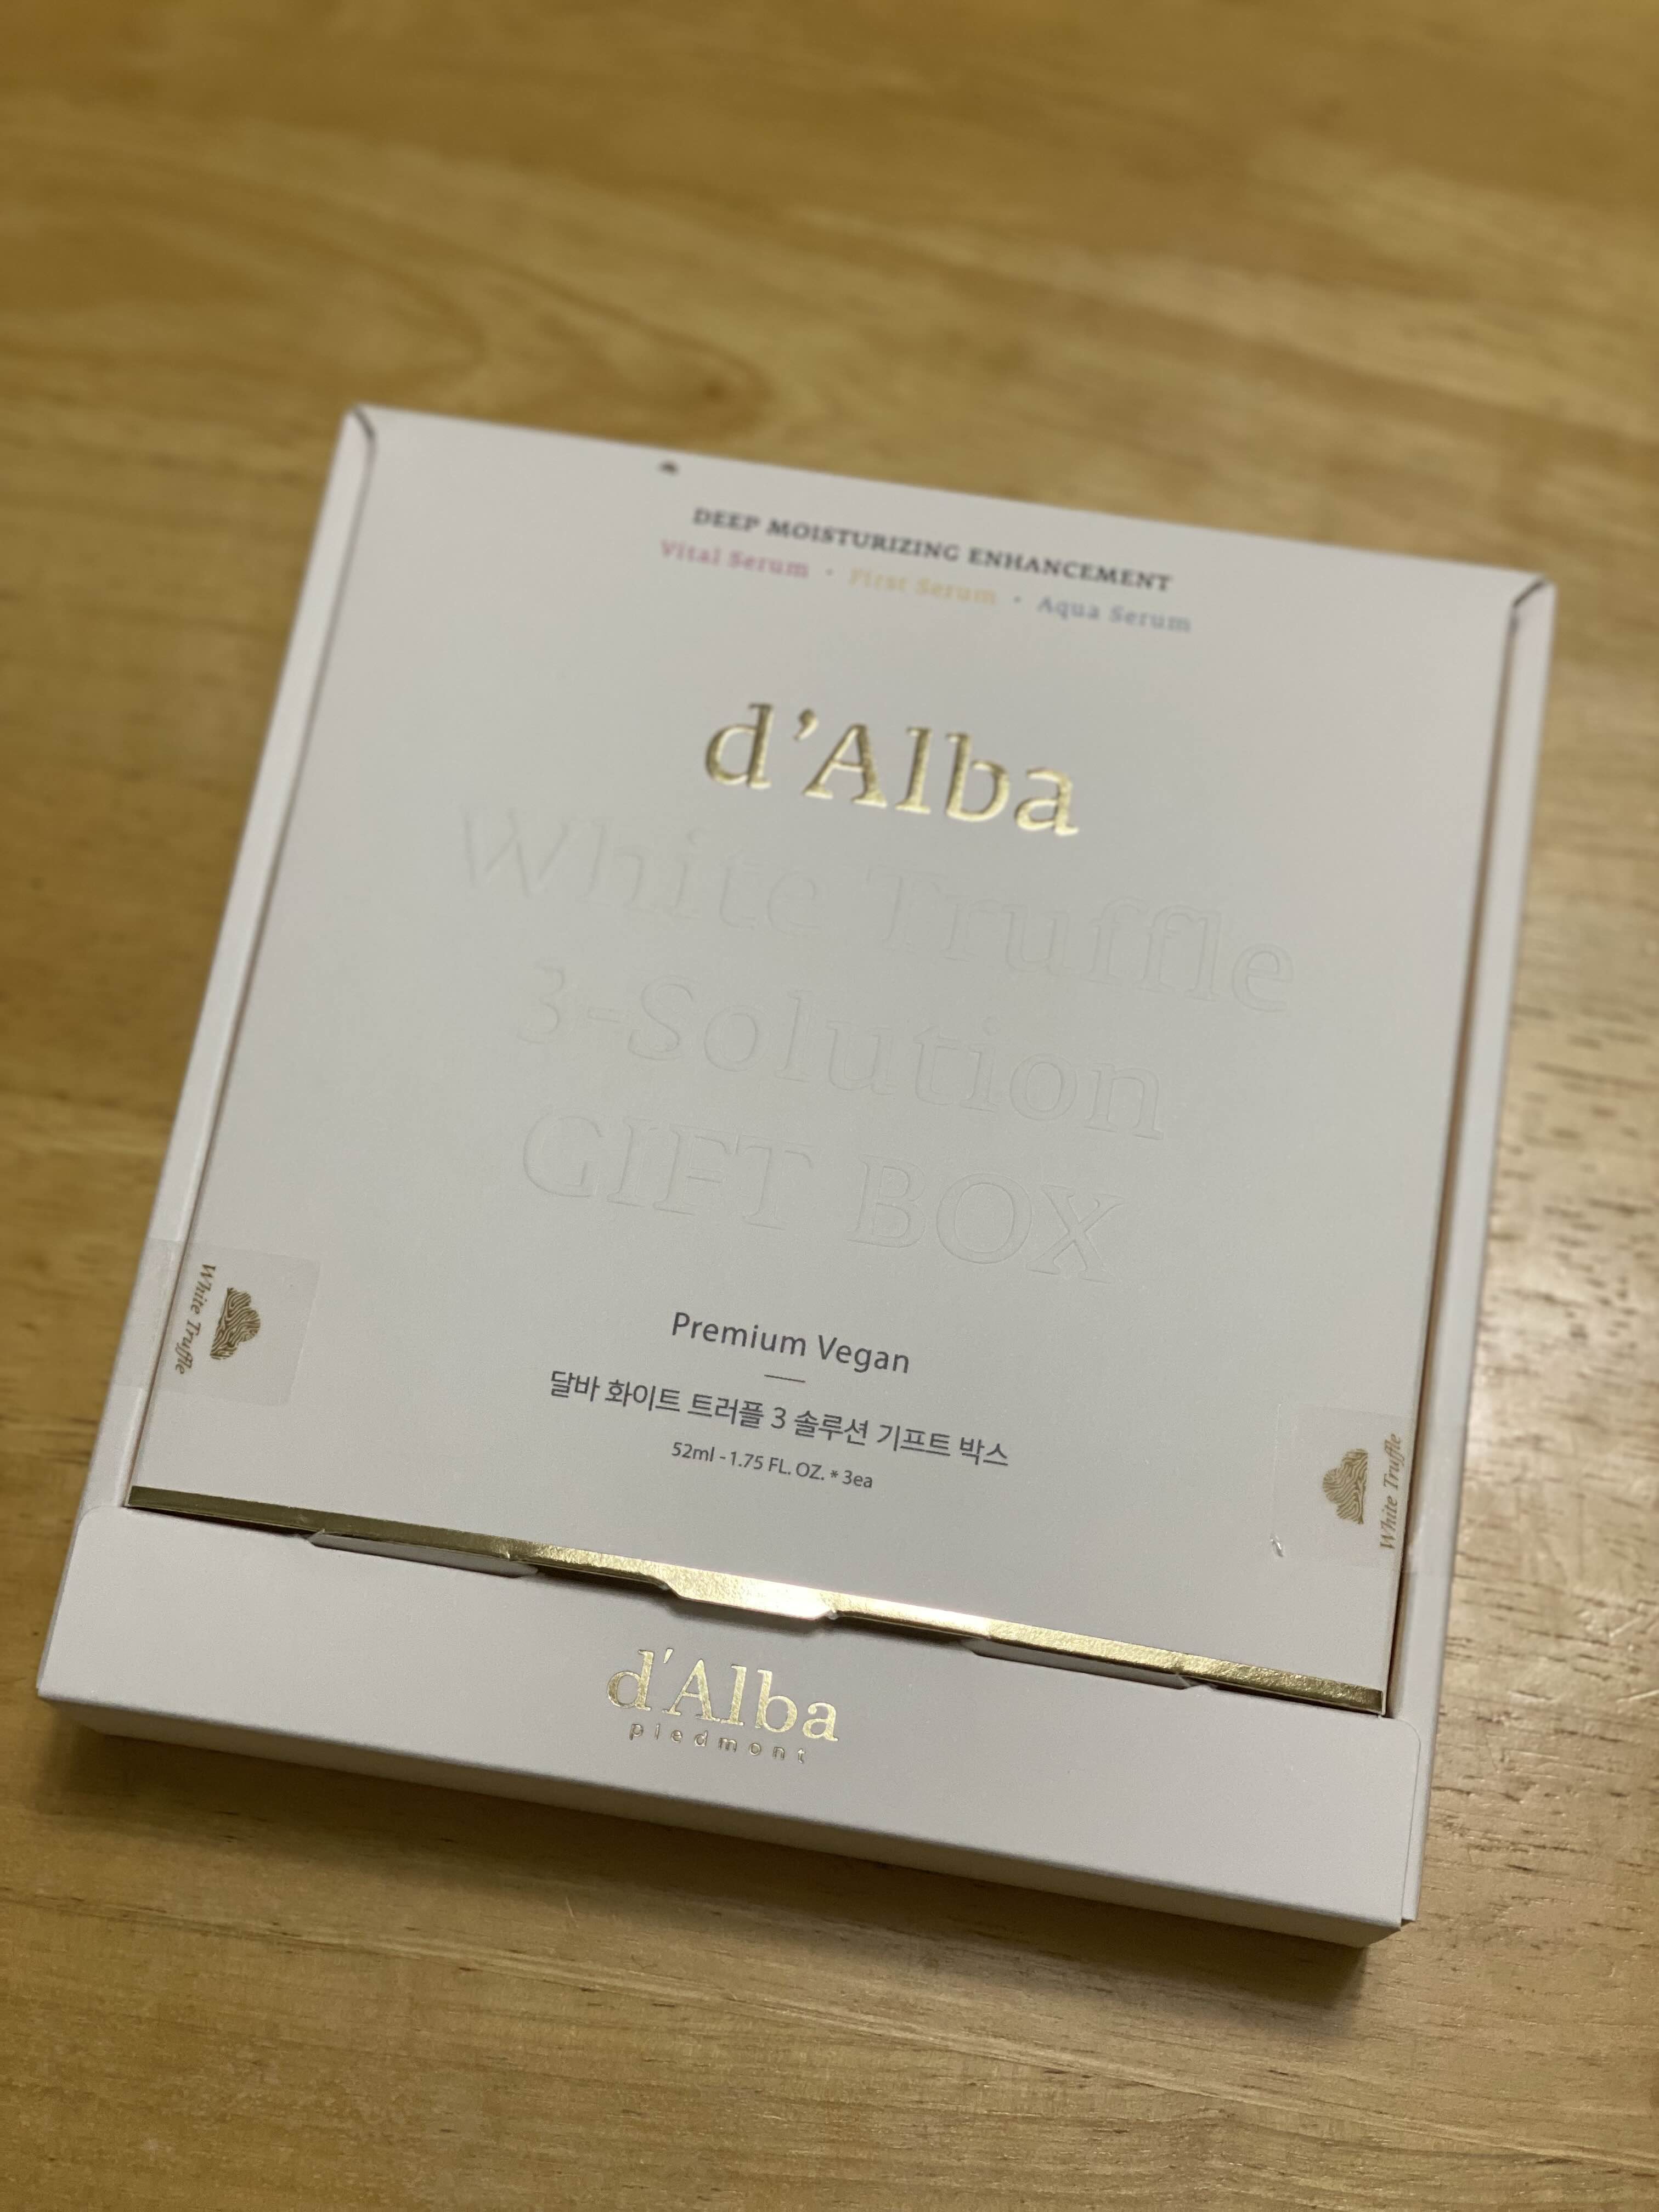 DEEP MOISTURIZING ENHANCEMENT
Vital Serum · First Serum · Aqua Serum
d'Alba
White Truffle
3-Solution
GIFT BOX
Premium Vegan
달바 화이트 트러플 3 솔루션 기프트 박스
52ml - 1.75 FL. OZ. * 3ea
White Truffle
White Truffle
d'Alba
piedmont